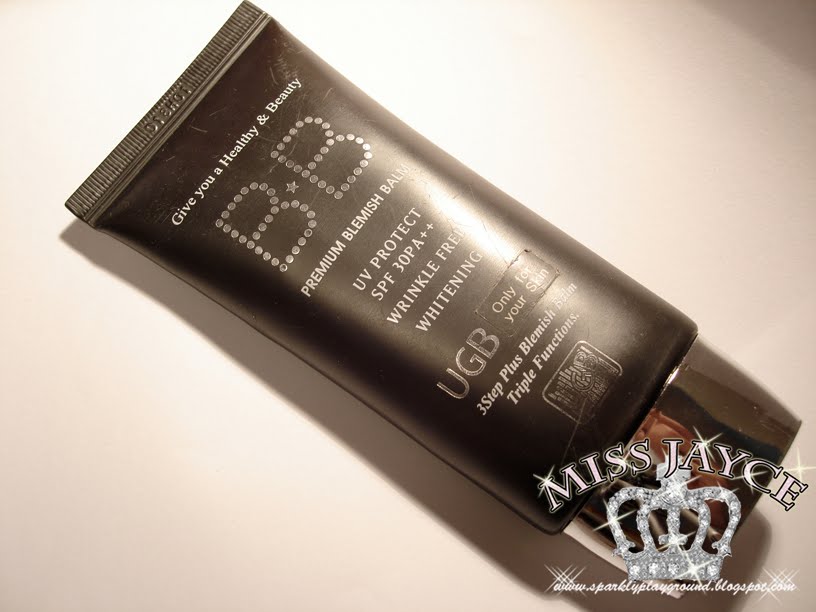 Give you a Healthy & Beauty
B★B
PREMIUM BLEMISH BALM
UV PROTECT
SPF 30PA++
WRINKLE FREE
WHITENING
UGB
Only for
your Skin
3Step Plus Blemish Balm
Triple Functions.
MISS JAYCE
www.sparklyplayground.blogspot.com